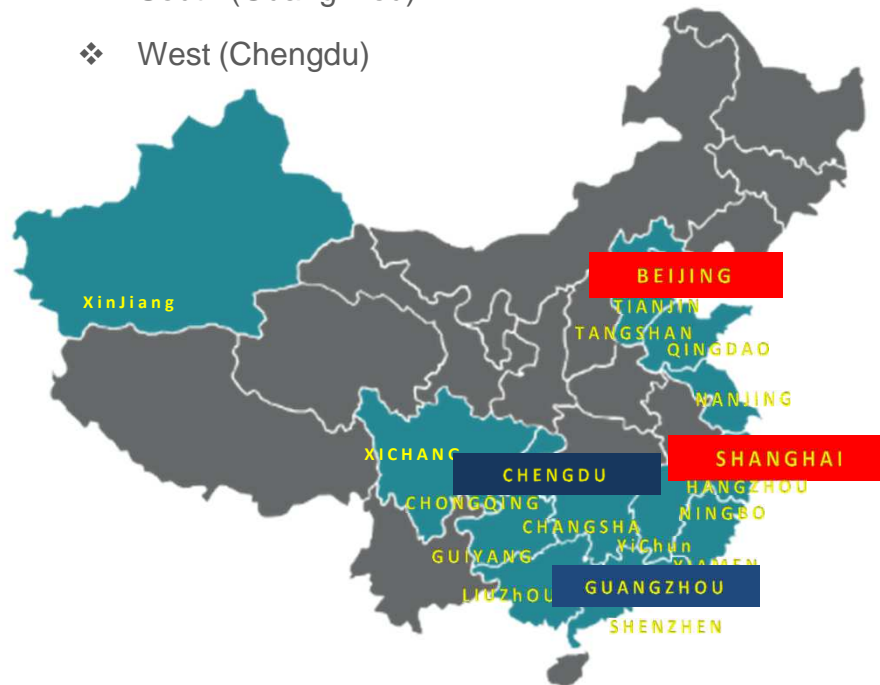 West (Chengdu)
BEIJING
XinJiang
TIANJIN
TANGSHAN
QINGDAO
NANJING
XICHANG
SHANGHAI
CHENGDU
HANGZHOU
CHONGQING
NINGBO
CHANGSHA
YiChun
GUIYANG
XIAMEN
GUANGZHOU
LIUZhOU
SHENZHEN